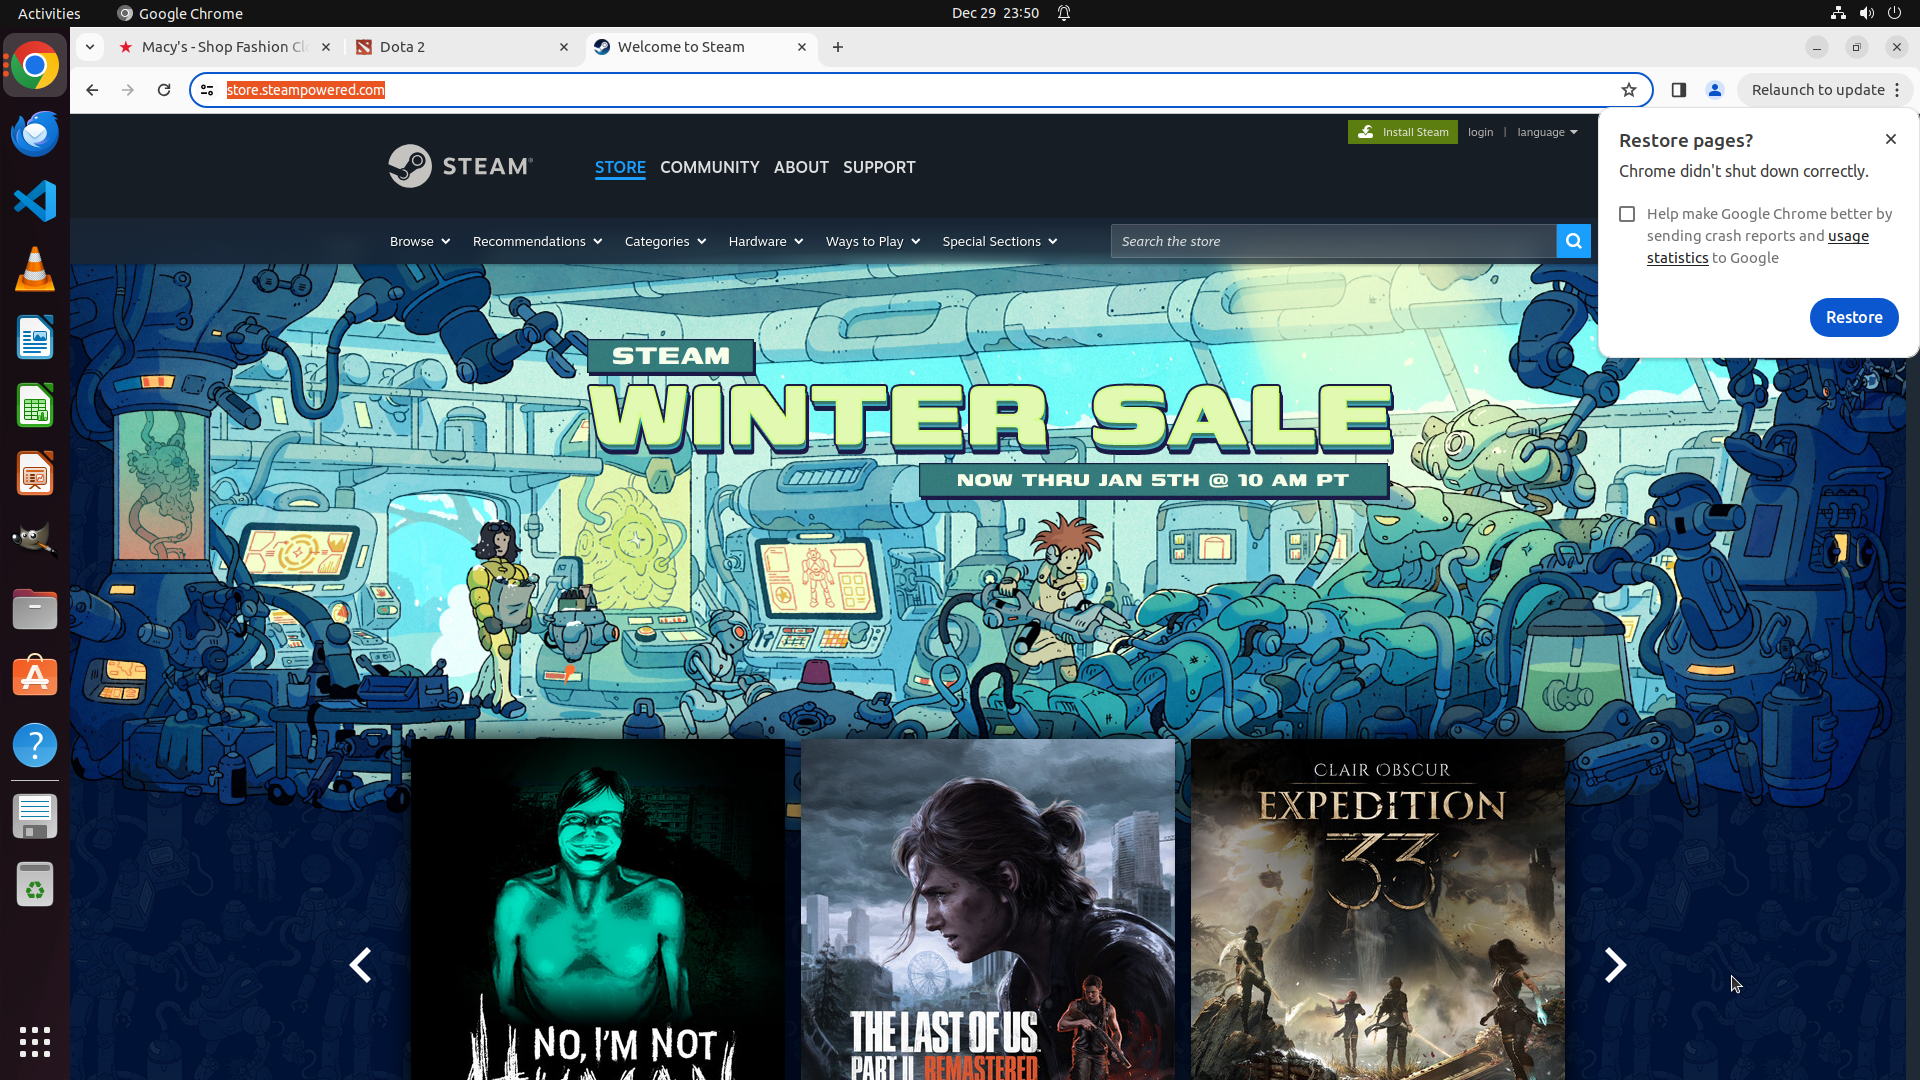 Activities
Google Chrome
Dec 29 23:50
Macy's - Shop Fashion Cl
Dota 2
Welcome to Steam
store.steampowered.com
Relaunch to update
Restore pages?
Chrome didn't shut down correctly.
Help make Google Chrome better by
sending crash reports and usage
statistics to Google
Restore
Install Steam
login
|
language
STEAM
STORE
COMMUNITY
ABOUT
SUPPORT
Browse
Recommendations
Categories
Hardware
Ways to Play
Special Sections
Search the store
STEAM
WINTER SALE
NOW THRU JAN 5TH @ 10 AM PT
NO, I'M NOT
THE LAST OF US
PART II REMASTERED
CLAIR OBSCUR
EXPEDITION
33